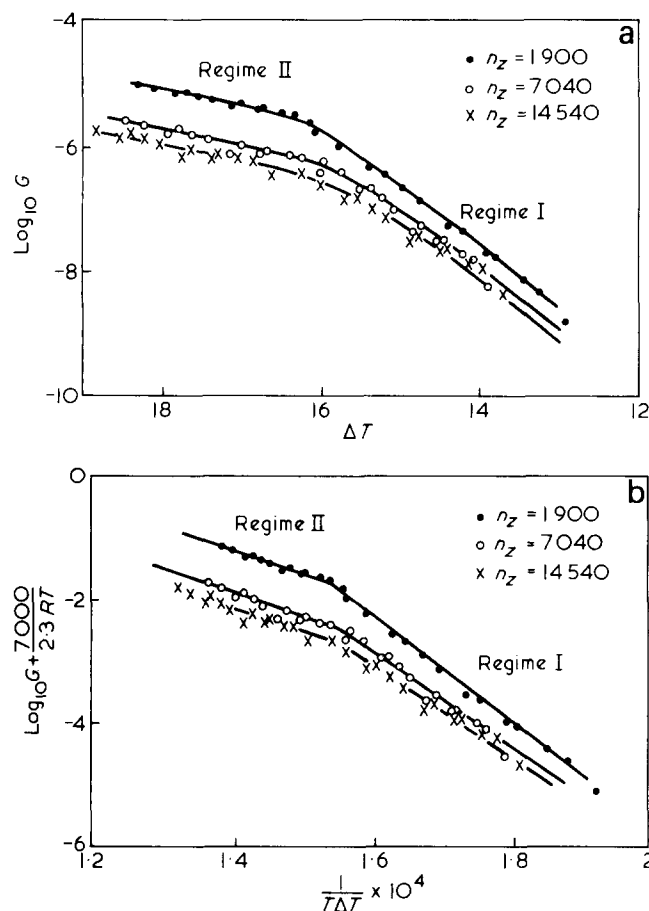 a
-4
-6
-8
-10
Log₁₀ G
Regime II
Regime I
• n_z = 1900
○ n_z = 7040
x n_z = 14540
18
16
14
12
ΔT
b
0
-2
-4
-6
Log₁₀G + 7000/2·3 RT
Regime II
Regime I
• n_z = 1900
○ n_z = 7040
x n_z = 14540
1·2
1·4
1·6
1·8
2
1/TΔT × 10⁴